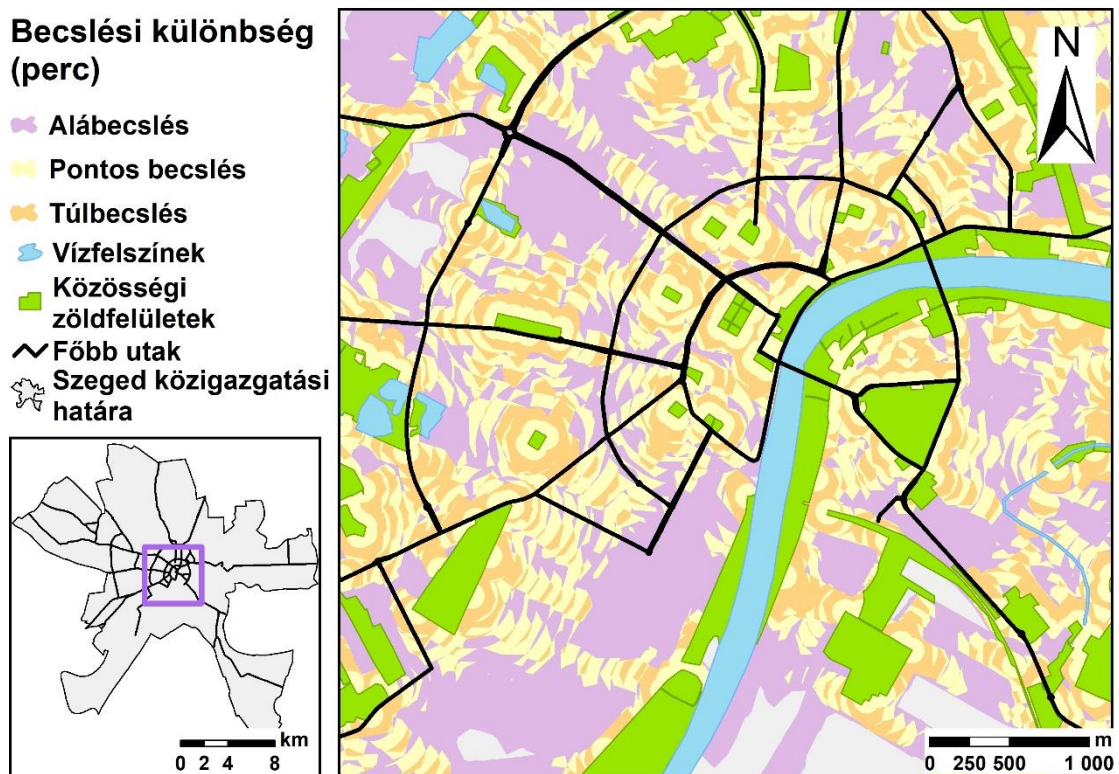 Becslési különbség
(perc)
Alábecslés
Pontos becslés
Túlbecslés
Vízfelszínek
Közösségi
zöldfelületek
Főbb utak
Szeged közigazgatási
határa
km
0 2 4 8
N
m
0 250 500 1 000